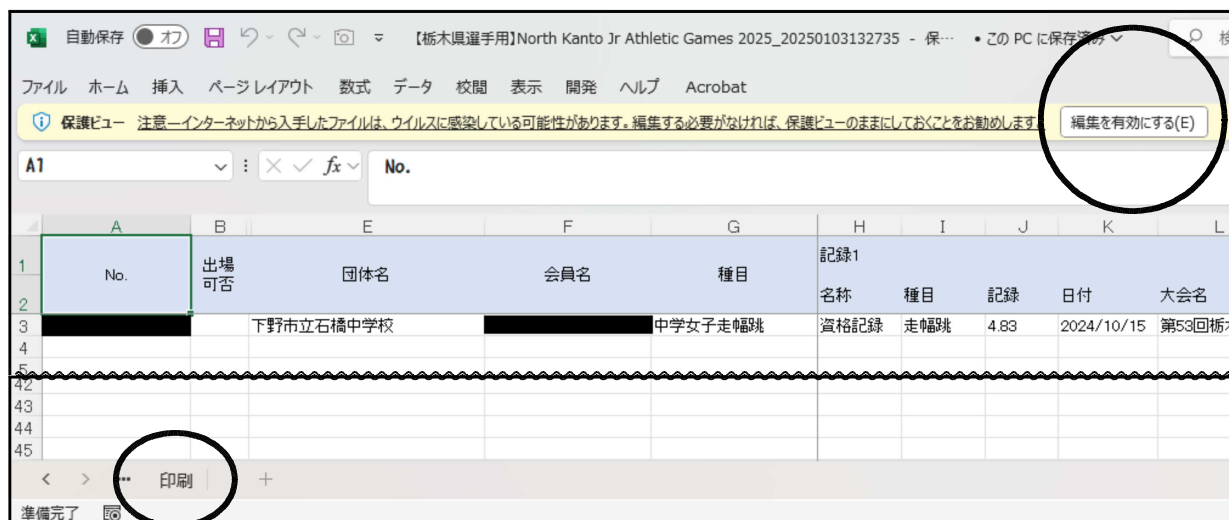 自動保存 オフ 【栃木県選手用】North Kanto Jr Athletic Games 2025_20250103132735 - 保… • この PC に保存済み 検
ファイル ホーム 挿入 ページ レイアウト 数式 データ 校閲 表示 開発 ヘルプ Acrobat
保護ビュー 注意—インターネットから入手したファイルは、ウイルスに感染している可能性があります。編集する必要がなければ、保護ビューのままにしておくことをお勧めします。 編集を有効にする(E)
A1 fx No.
A B E F G H I J K L
1 No. 出場可否 団体名 会員名 種目 記録1
2 名称 種目 記録 日付 大会名
3 下野市立石橋中学校 中学女子走幅跳 資格記録 走幅跳 4.83 2024/10/15 第53回栃木
4
5
42
43
44
45
… 印刷 +
準備完了